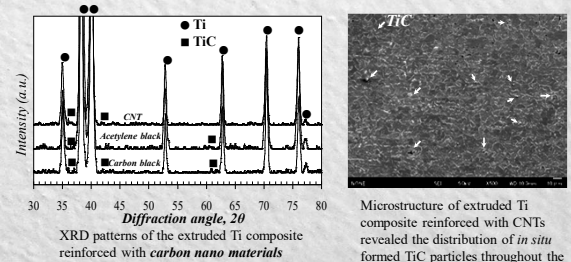 ● Ti
■ TiC
Intensity (a.u.)
CNT
Acetylene black
Carbon black
30 35 40 45 50 55 60 65 70 75 80
Diffraction angle, 2θ
XRD patterns of the extruded Ti composite
reinforced with carbon nano materials
TiC
NONE SEI
Microstructure of extruded Ti
composite reinforced with CNTs
revealed the distribution of in situ
formed TiC particles throughout the